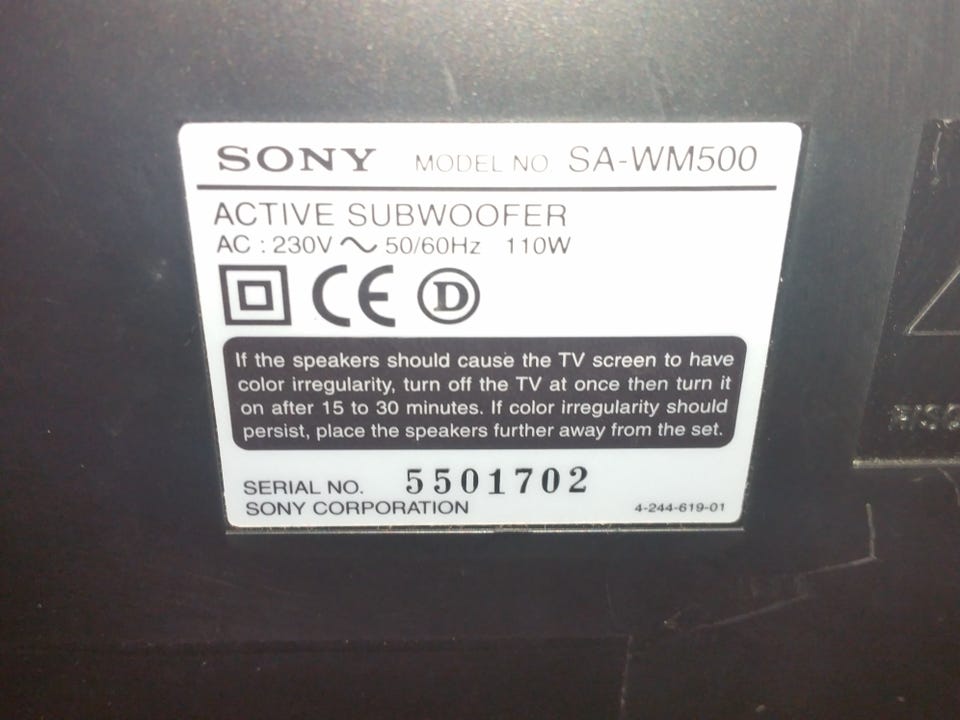 SONY MODEL NO SA-WM500
ACTIVE SUBWOOFER
AC : 230V ~ 50/60Hz 110W
CE D
If the speakers should cause the TV screen to have
color irregularity, turn off the TV at once then turn it
on after 15 to 30 minutes. If color irregularity should
persist, place the speakers further away from the set.
SERIAL NO. 5501702
SONY CORPORATION 4-244-619-01